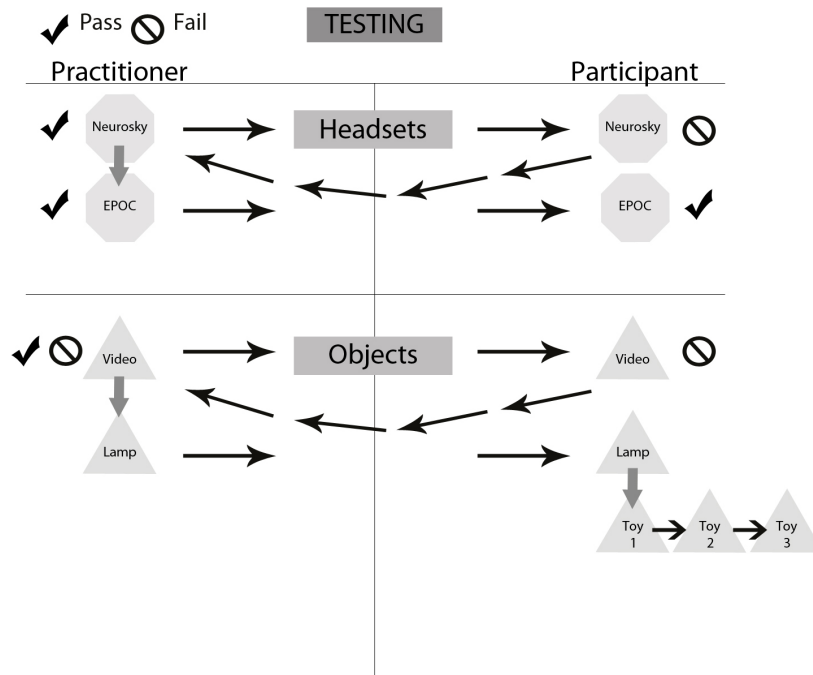 Pass Fail
TESTING
Practitioner
Participant
Neurosky
Headsets
Neurosky
EPOC
EPOC
Video
Objects
Video
Lamp
Lamp
Toy
1
Toy
2
Toy
3